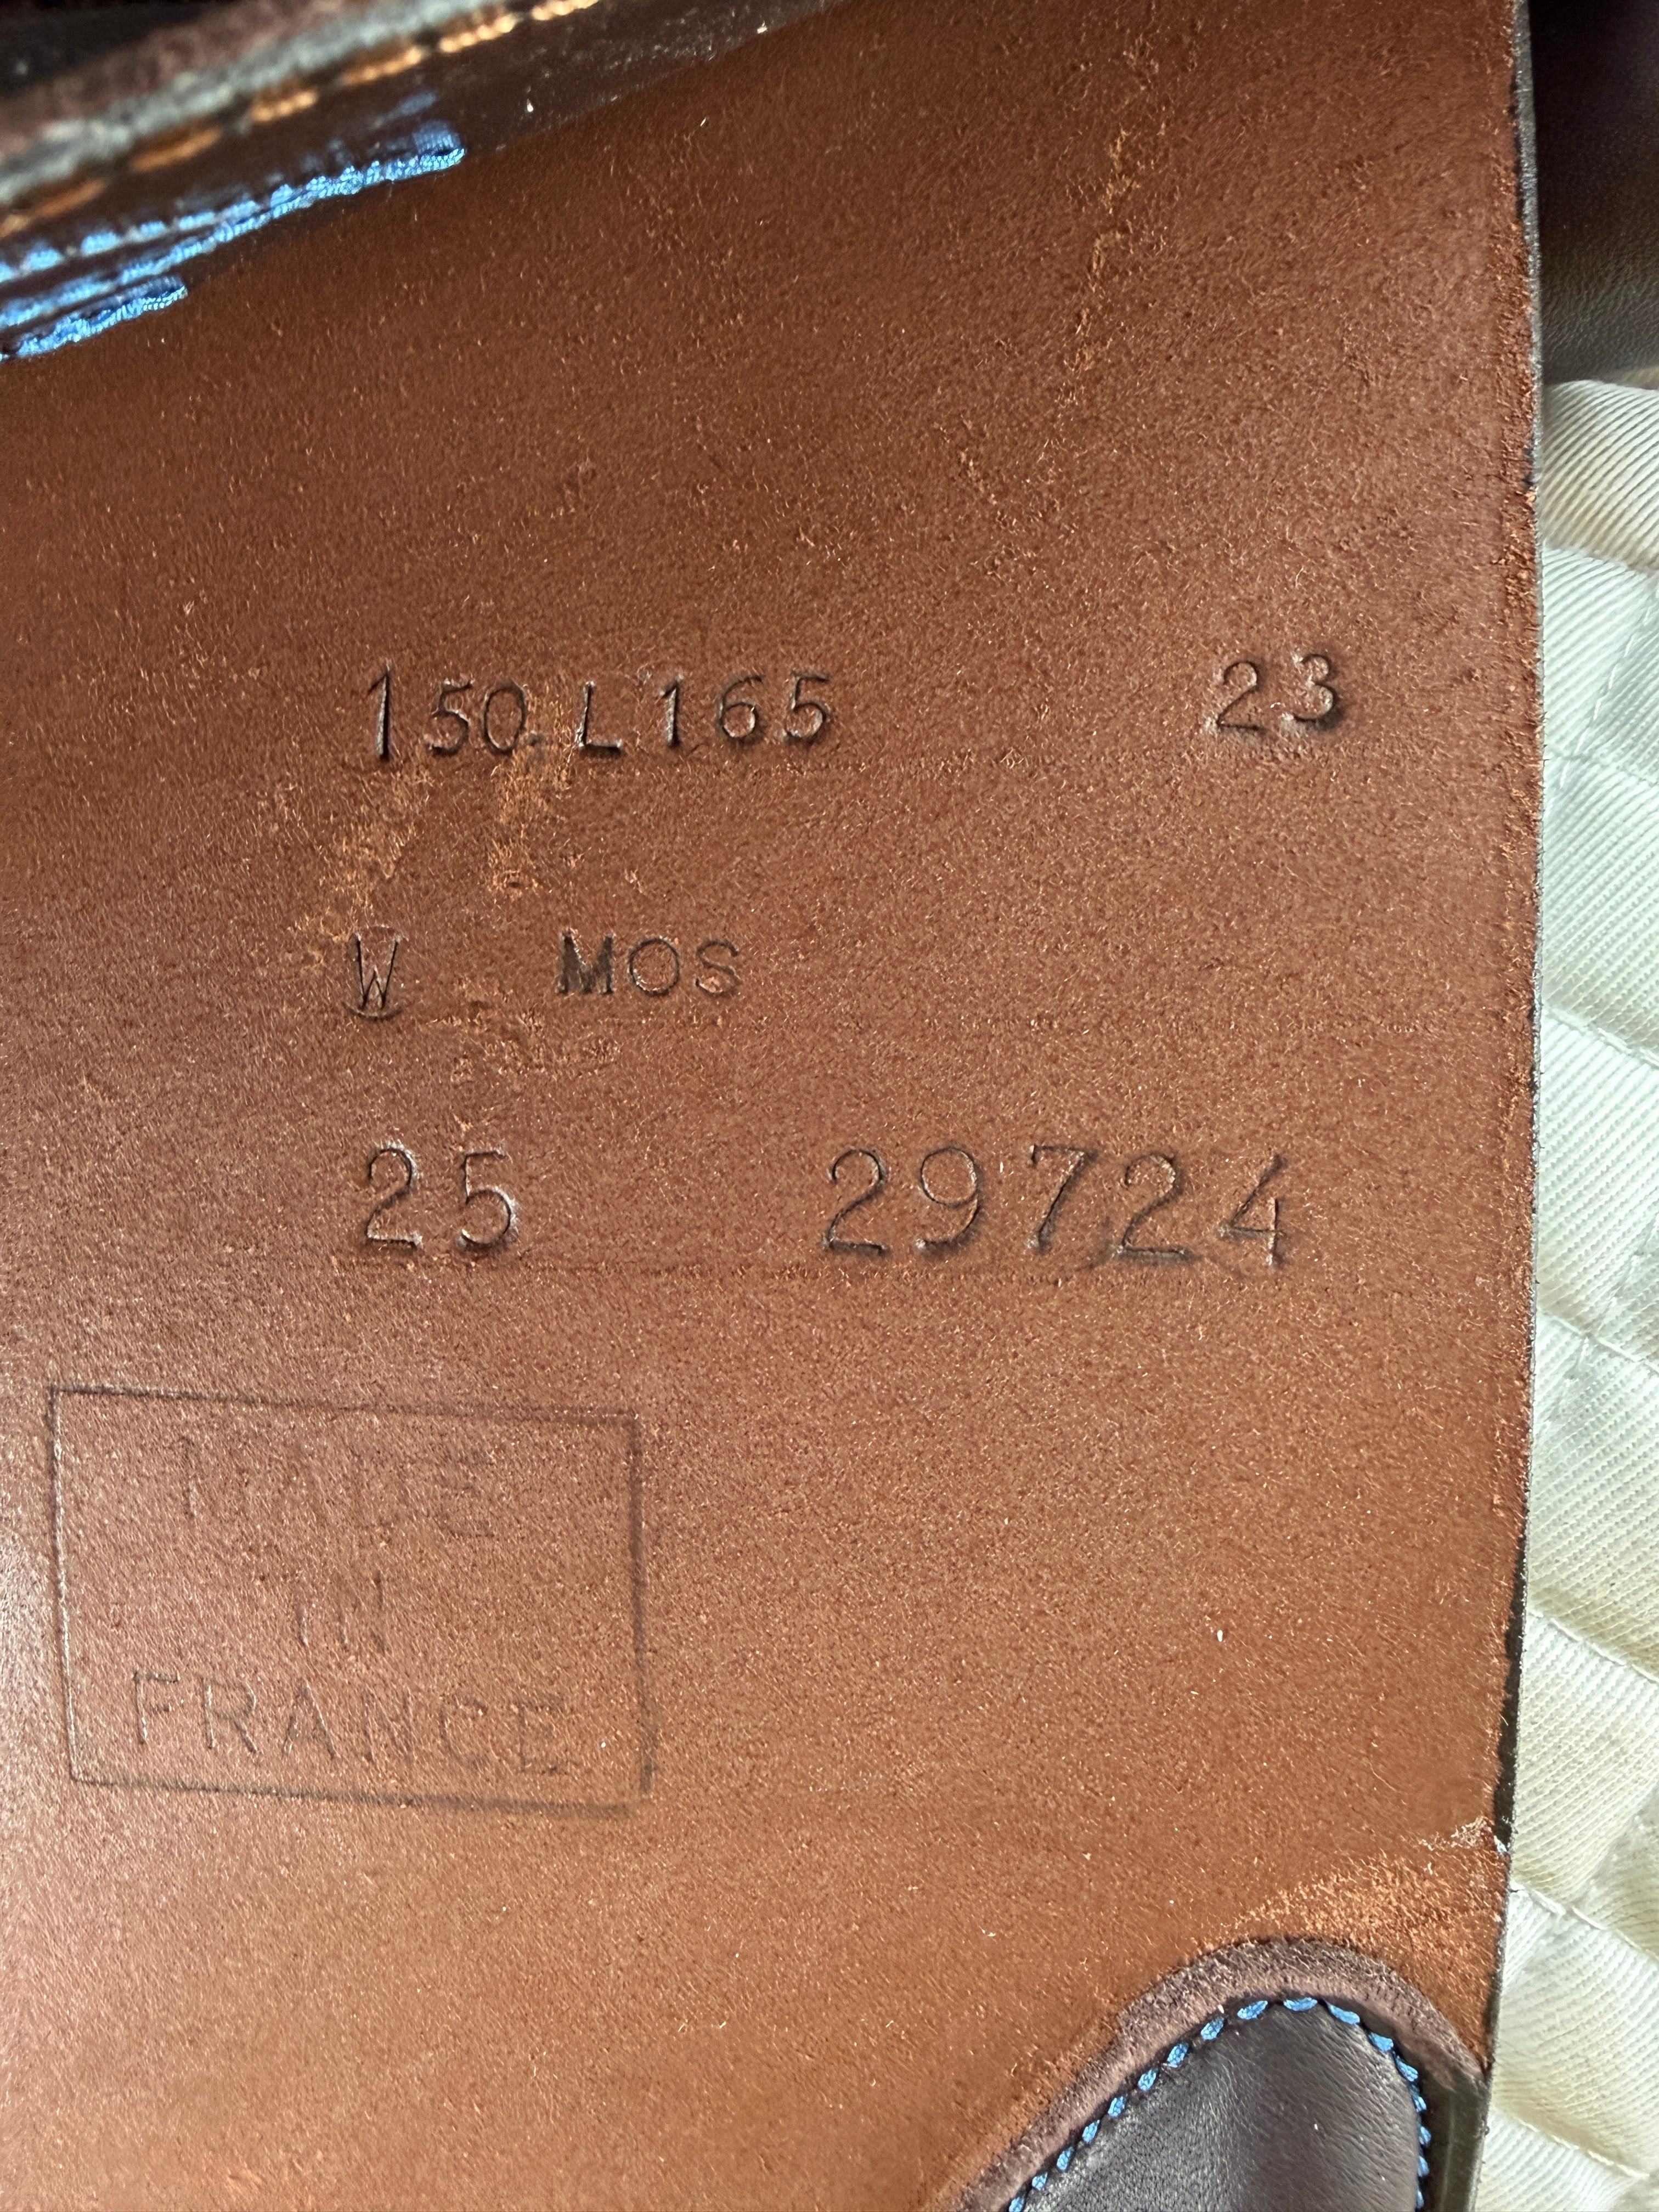 150.L165 23
W MOS
25 29724
MADE
IN
FRANCE